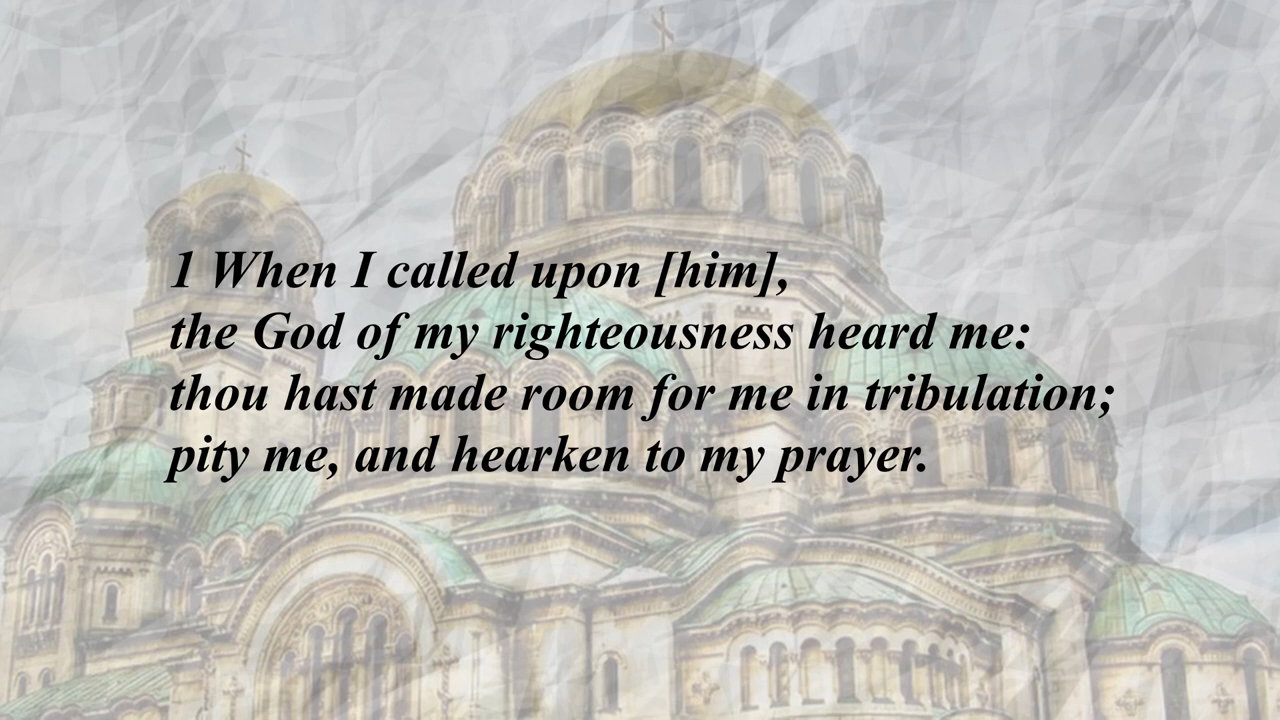 1 When I called upon [him],
the God of my righteousness heard me:
thou hast made room for me in tribulation;
pity me, and hearken to my prayer.